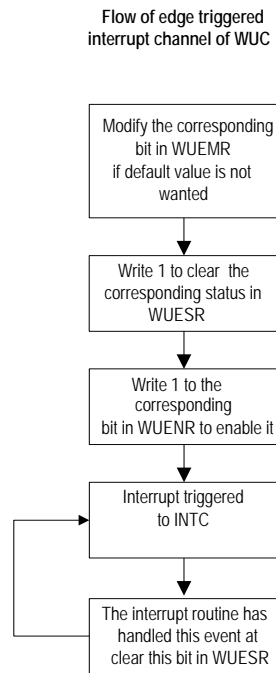 Flow of edge triggered
interrupt channel of WUC
Modify the corresponding
bit in WUEMR
if default value is not
wanted
Write 1 to clear the
corresponding status in
WUESR
Write 1 to the
corresponding
bit in WUENR to enable it
Interrupt triggered
to INTC
The interrupt routine has
handled this event at
clear this bit in WUESR